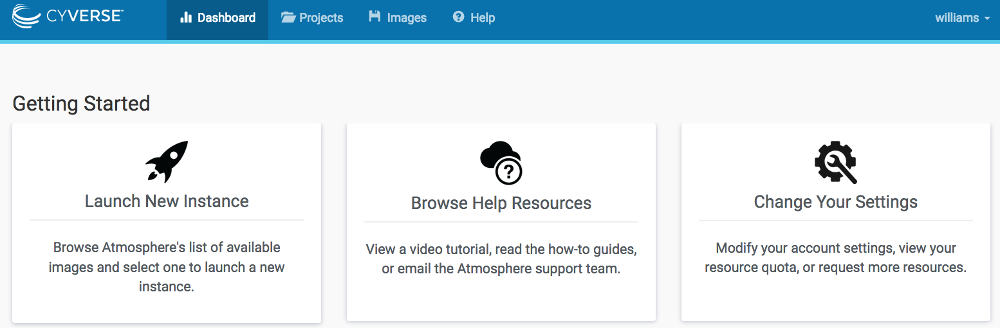 CYVERSE™ Dashboard Projects Images Help williams
Getting Started
Launch New Instance
Browse Atmosphere's list of available
images and select one to launch a new
instance.
?
Browse Help Resources
View a video tutorial, read the how-to guides,
or email the Atmosphere support team.
Change Your Settings
Modify your account settings, view your
resource quota, or request more resources.